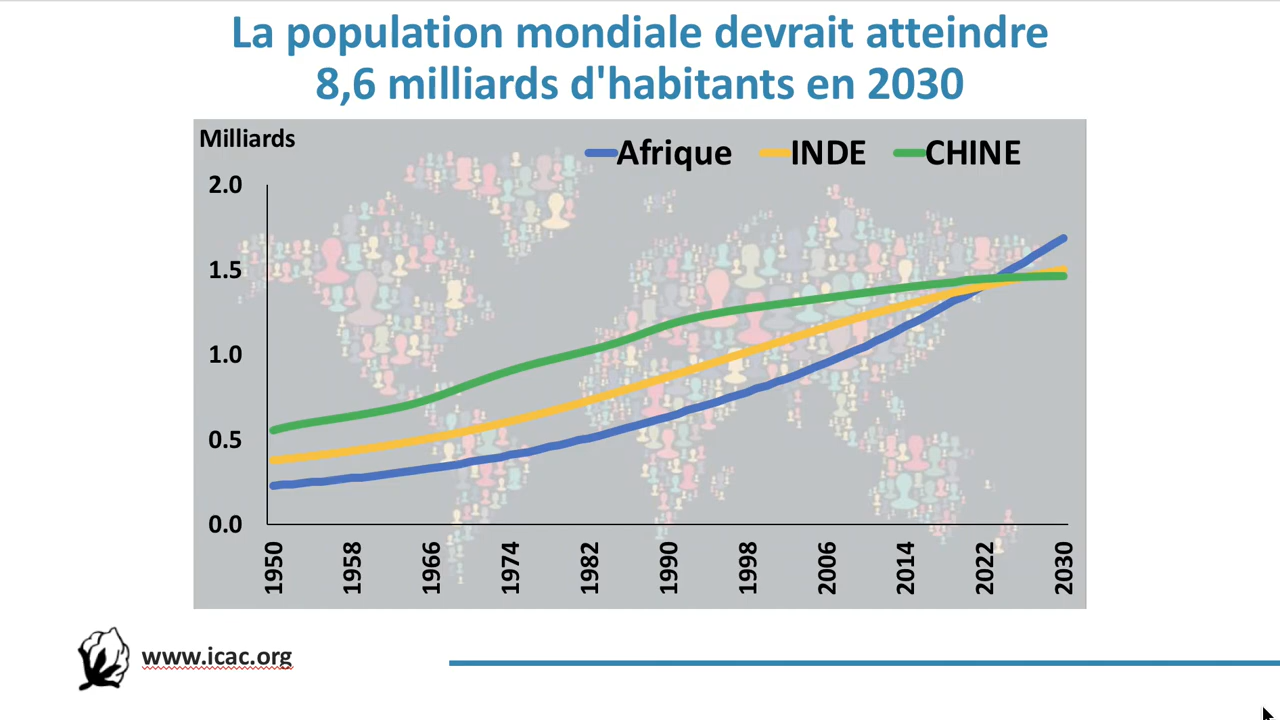 La population mondiale devrait atteindre
8,6 milliards d'habitants en 2030
Milliards
Afrique INDE CHINE
2.0
1.5
1.0
0.5
0.0
1950 1958 1966 1974 1982 1990 1998 2006 2014 2022 2030
www.icac.org